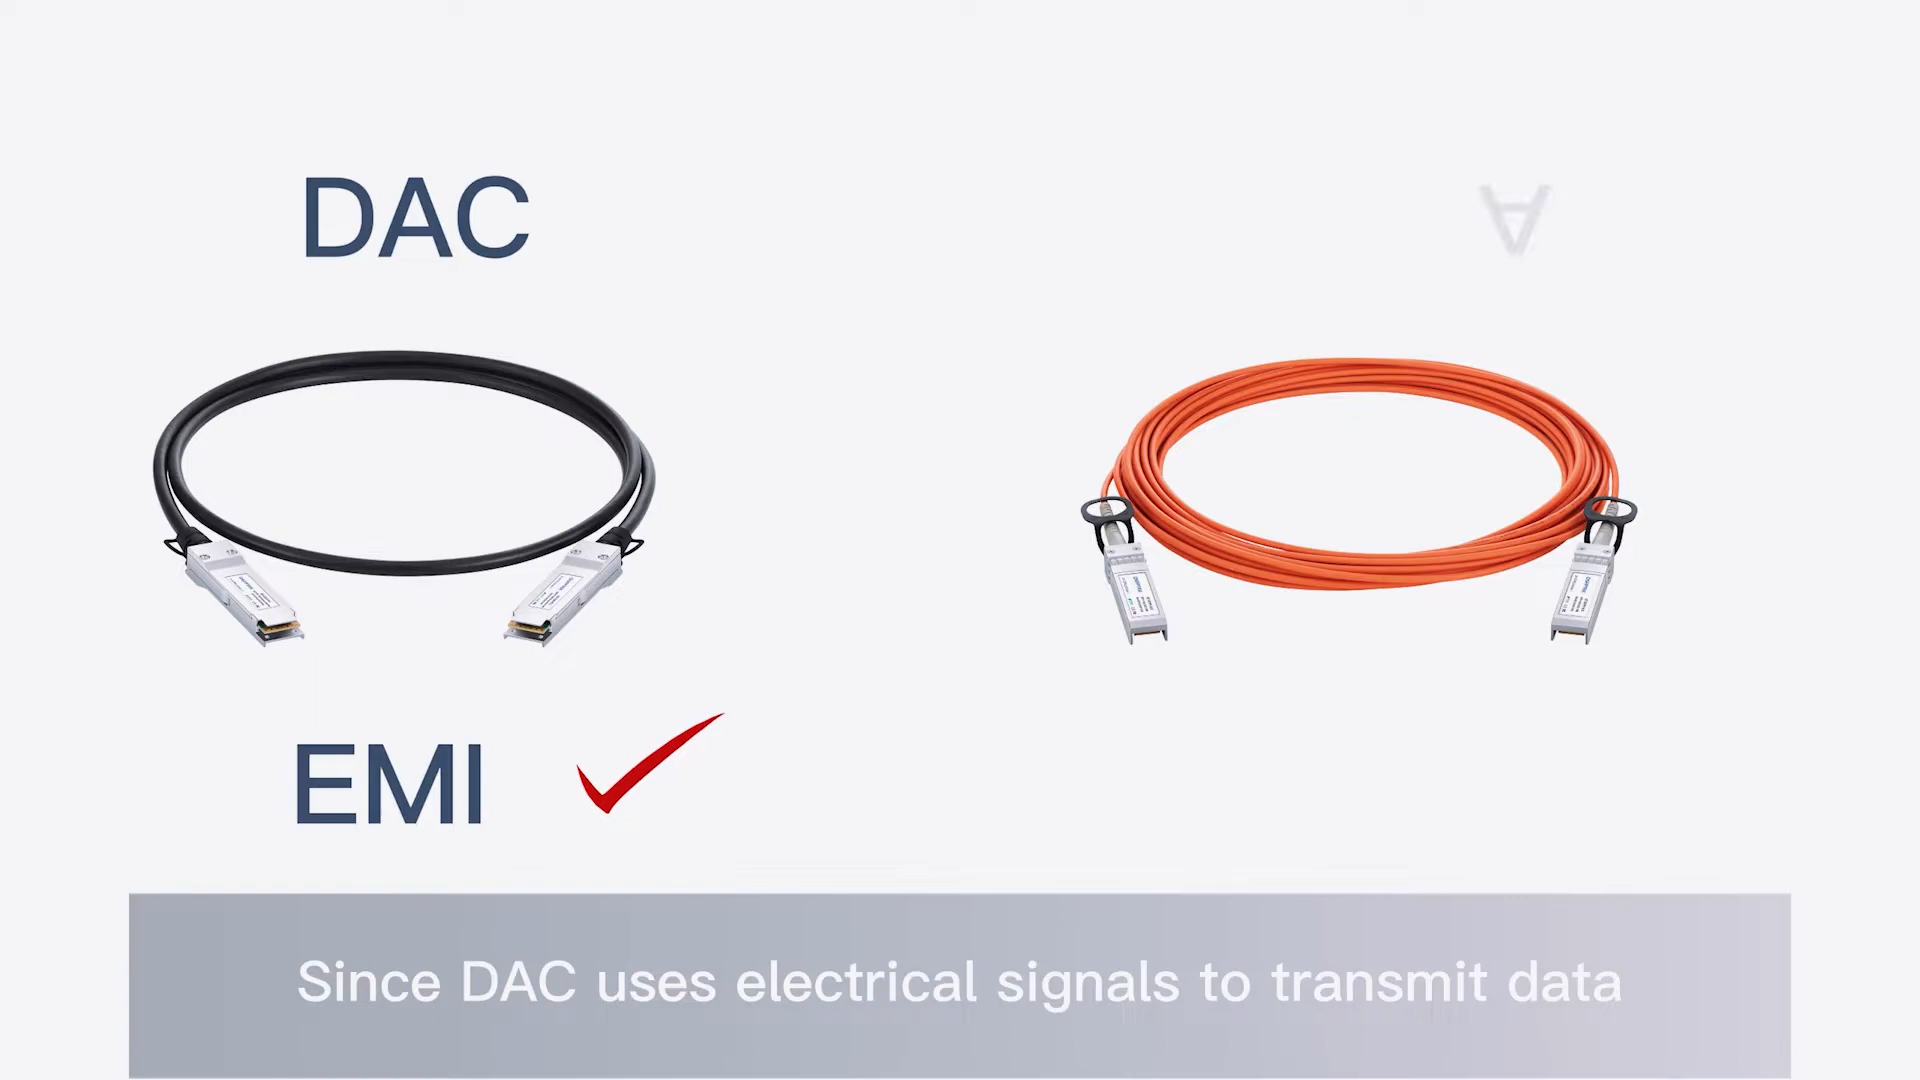 DAC
EMI
Since DAC uses electrical signals to transmit data